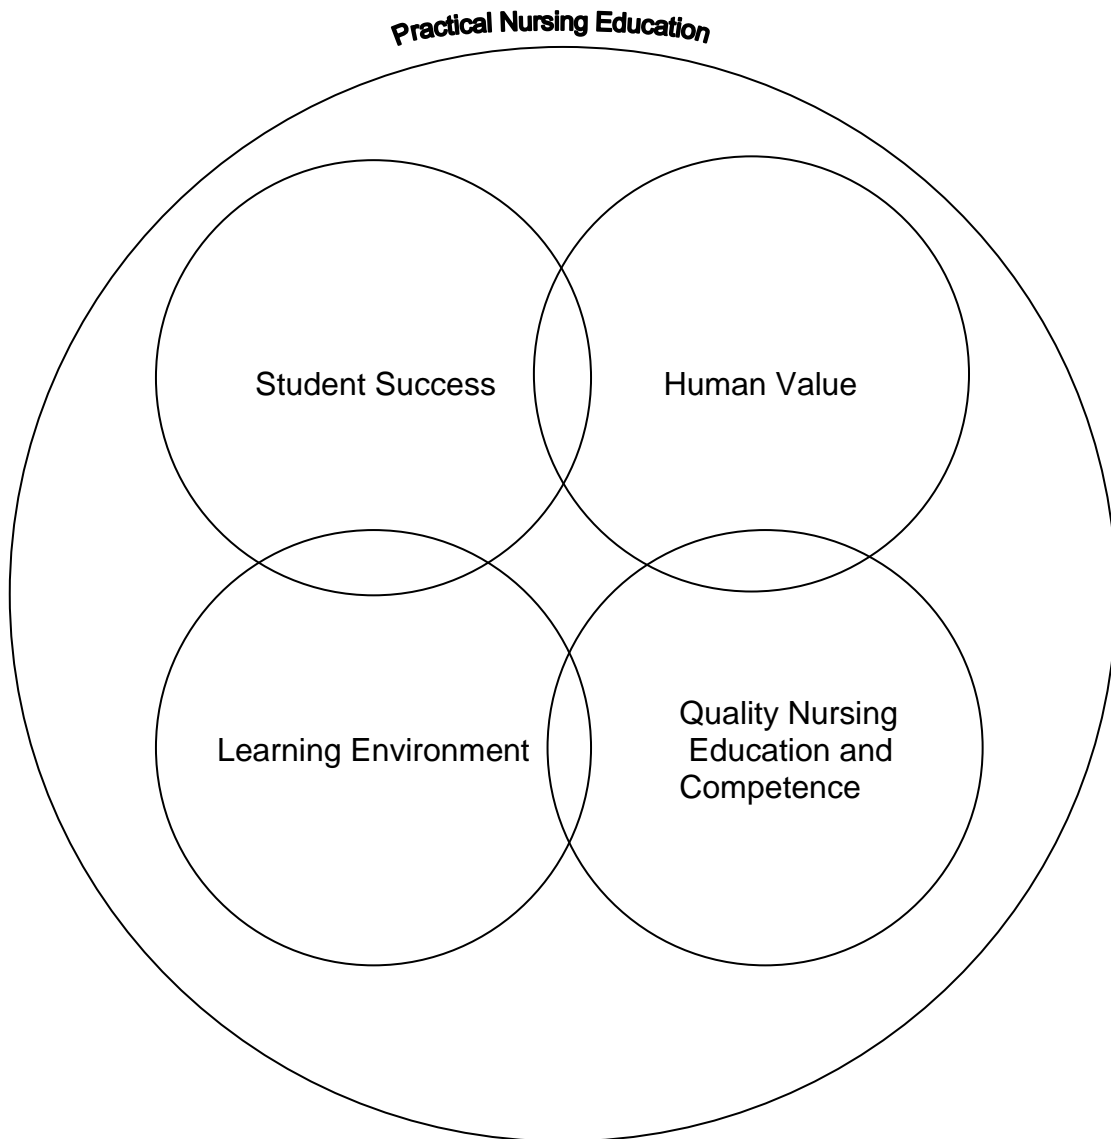 Practical Nursing Education
Student Success
Human Value
Learning Environment
Quality Nursing
Education and
Competence